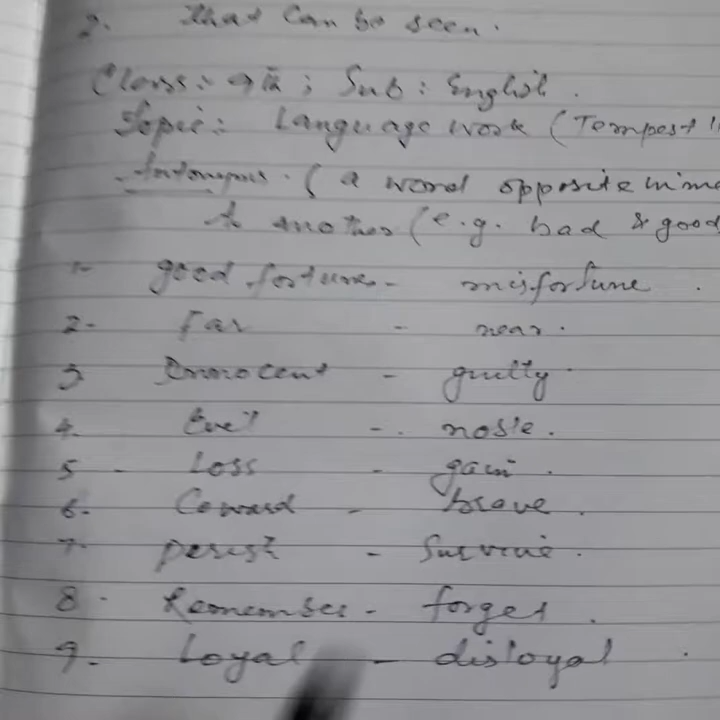 2. that can be seen.
Class: 9th ; Sub : English.
Topic: Language work (Tempest
Antonyms. ( a word opposite in me
to another (e.g. bad & good
1- good fortune - misfortune.
2- Far - near.
3 Innocent - guilty
4. Evil - noble.
5 - Loss - gain.
6- Coward - brave.
7- perish - Survive.
8. Remember - forget.
9. Loyal - disloyal.